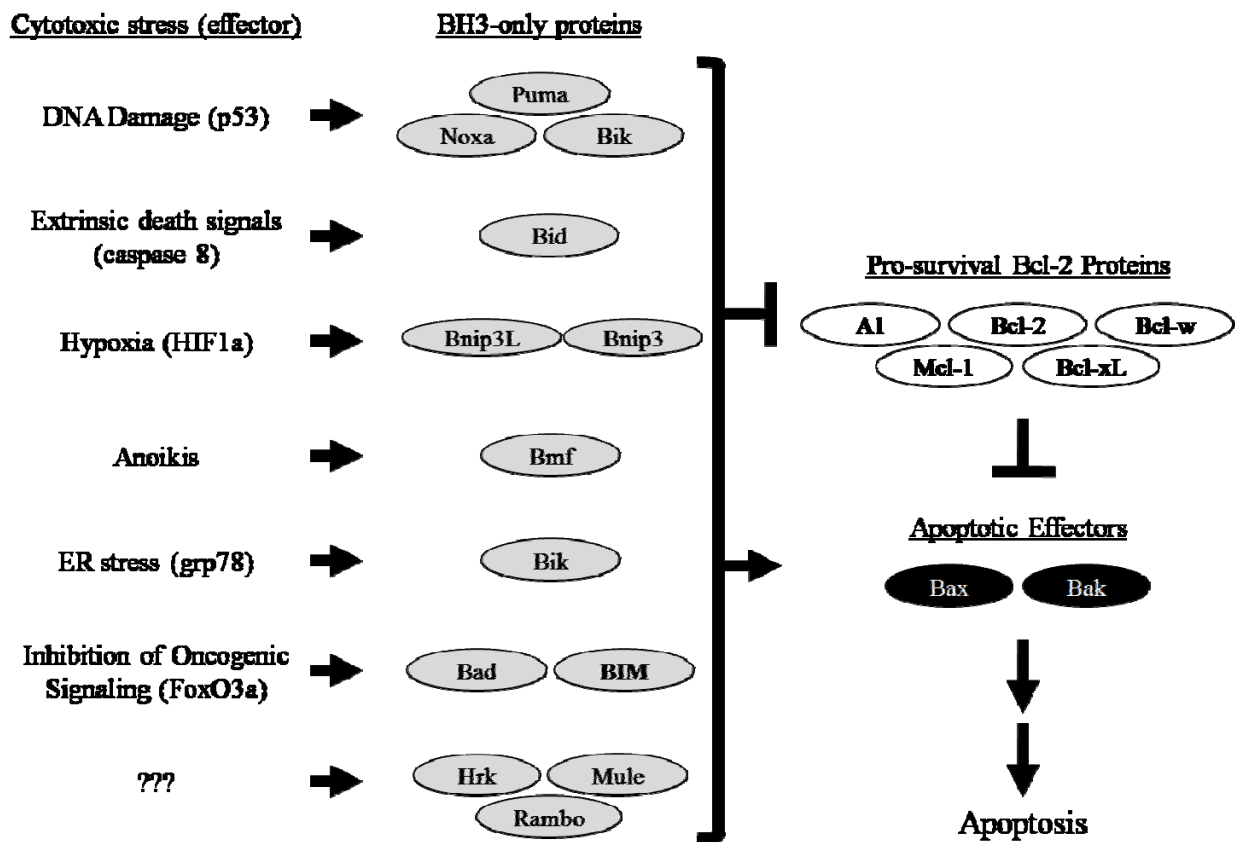 Cytotoxic stress (effector)
BH3-only proteins
DNA Damage (p53)
Puma
Noxa
Bik
Extrinsic death signals
(caspase 8)
Bid
Hypoxia (HIF1a)
Bnip3L
Bnip3
Anoikis
Bmf
ER stress (grp78)
Bik
Inhibition of Oncogenic
Signaling (FoxO3a)
Bad
BIM
???
Hrk
Mule
Rambo
Pro-survival Bcl-2 Proteins
A1
Bcl-2
Bcl-w
Mcl-1
Bcl-xL
Apoptotic Effectors
Bax
Bak
Apoptosis